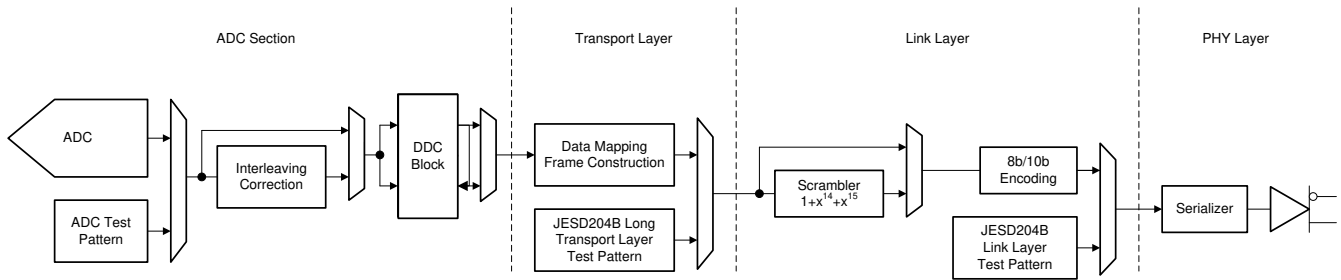 ADC Section
Transport Layer
Link Layer
PHY Layer
ADC
ADC Test
Pattern
Interleaving
Correction
DDC
Block
Data Mapping
Frame Construction
JESD204B Long
Transport Layer
Test Pattern
Scrambler
1+x¹⁴+x¹⁵
8b/10b
Encoding
JESD204B
Link Layer
Test Pattern
Serializer